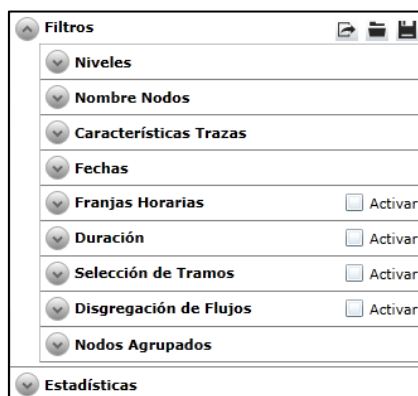 Filtros
Niveles
Nombre Nodos
Características Trazas
Fechas
Franjas Horarias Activar
Duración Activar
Selección de Tramos Activar
Disgregación de Flujos Activar
Nodos Agrupados
Estadísticas